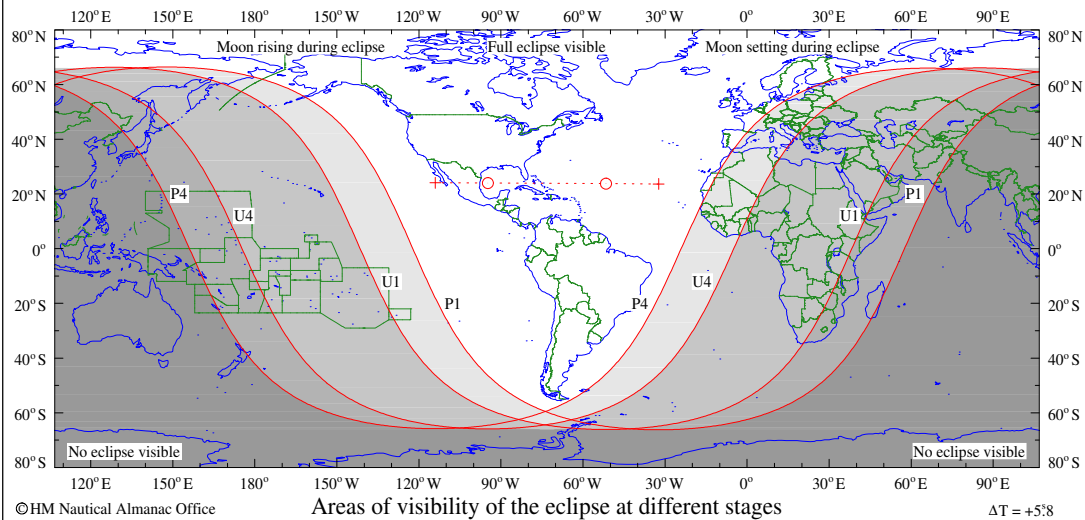 120° E 150° E 180° 150° W 120° W 90° W 60° W 30° W 0° 30° E 60° E 90° E
80° N 80° N
Moon rising during eclipse Full eclipse visible Moon setting during eclipse
60° N 60° N
40° N 40° N
20° N P4 P1 20° N
U4 U1
0° 0°
U1 U4
20° S P1 P4 20° S
40° S 40° S
60° S 60° S
No eclipse visible No eclipse visible
80° S 80° S
120° E 150° E 180° 150° W 120° W 90° W 60° W 30° W 0° 30° E 60° E 90° E
©HM Nautical Almanac Office Areas of visibility of the eclipse at different stages ΔT = +5ˢ.8